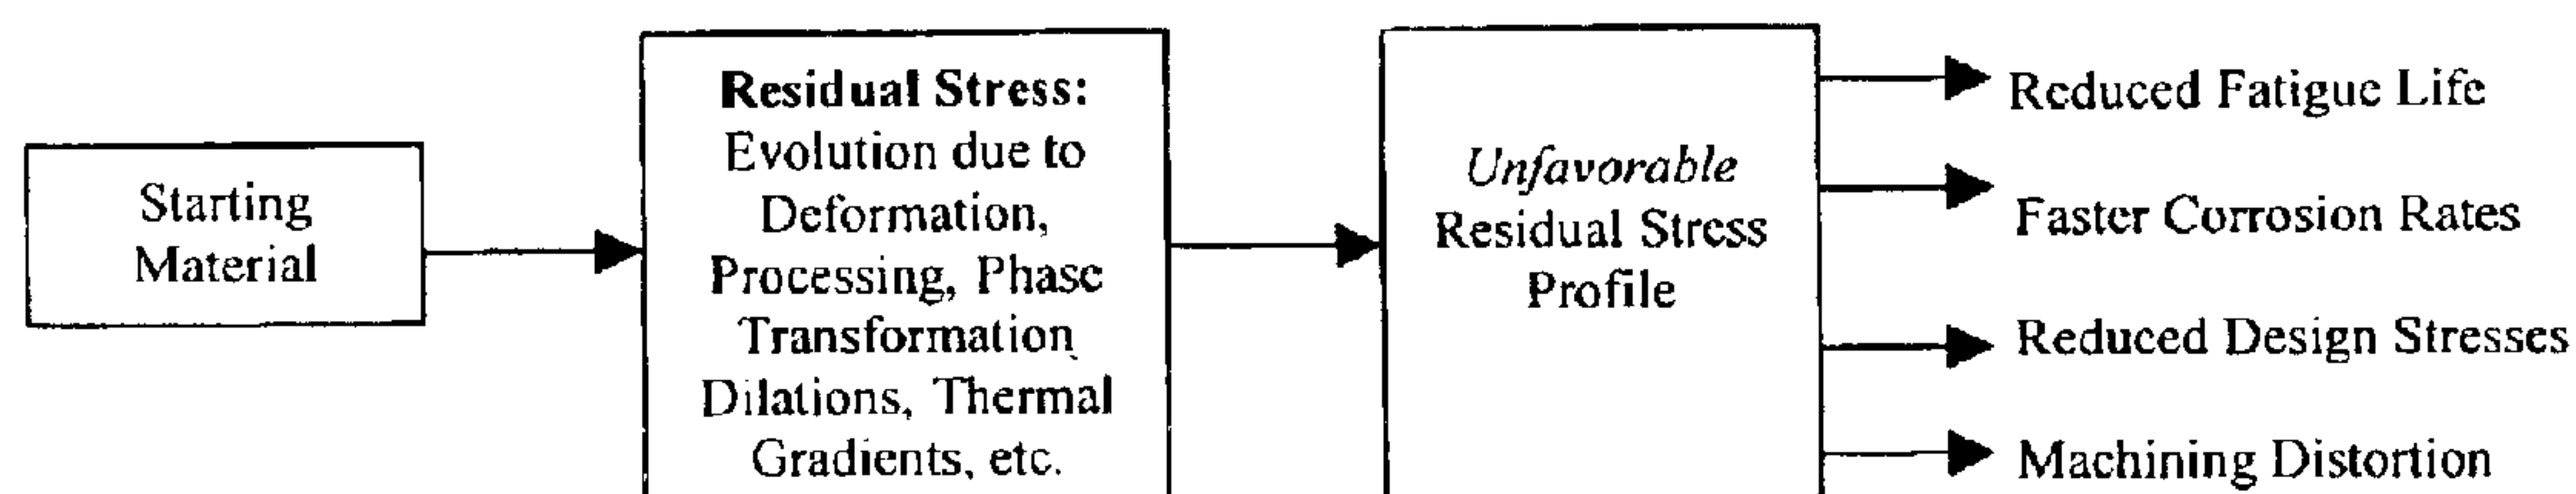 Starting
Material
Residual Stress:
Evolution due to
Deformation,
Processing, Phase
Transformation
Dilations, Thermal
Gradients, etc.
Unfavorable
Residual Stress
Profile
Reduced Fatigue Life
Faster Corrosion Rates
Reduced Design Stresses
Machining Distortion